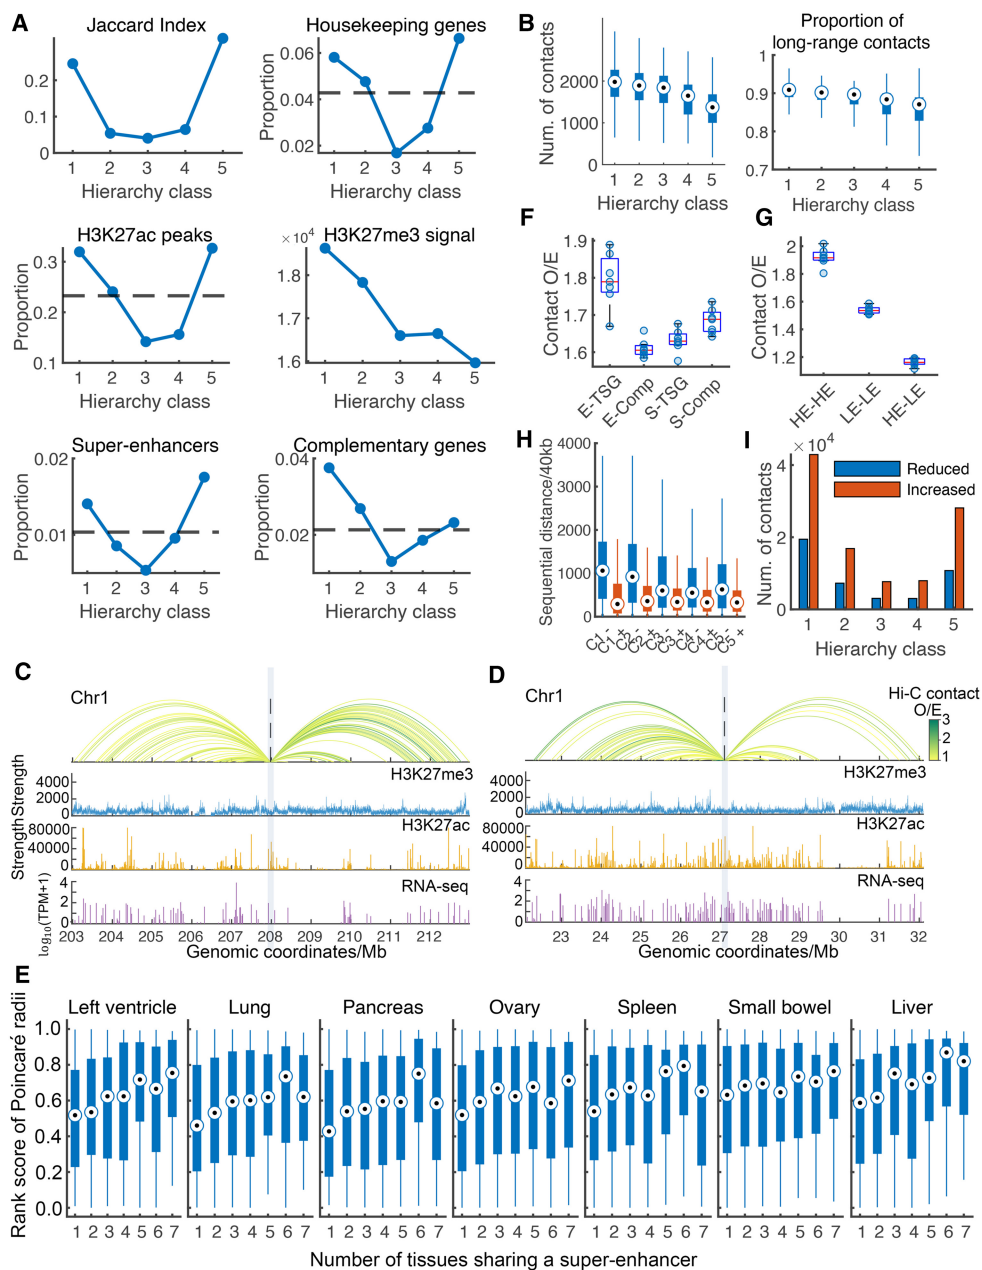 A
Jaccard Index
0.2
0.1
0
1 2 3 4 5
Hierarchy class
Housekeeping genes
Proportion
0.06
0.04
0.02
1 2 3 4 5
Hierarchy class
H3K27ac peaks
Proportion
0.3
0.2
0.1
1 2 3 4 5
Hierarchy class
×10⁴
H3K27me3 signal
1.8
1.7
1.6
1 2 3 4 5
Hierarchy class
Super-enhancers
Proportion
0.02
0.01
1 2 3 4 5
Hierarchy class
Complementary genes
Proportion
0.04
0.02
1 2 3 4 5
Hierarchy class
B
Num. of contacts
2000
1000
0
1 2 3 4 5
Hierarchy class
Proportion of
long-range contacts
1
0.9
0.8
0.7
1 2 3 4 5
Hierarchy class
F
Contact O/E
1.9
1.8
1.7
1.6
E-TSG
E-Comp
S-TSG
S-Comp
G
Contact O/E
2
1.6
1.4
1.2
HE-HE
LE-LE
HE-LE
H
Sequential distance/40kb
4000
3000
2000
1000
0
C1 -
C1 +
C2 -
C2 +
C3 -
C3 +
C4 -
C4 +
C5 -
C5 +
I
×10⁴
Num. of contacts
4
2
0
Reduced
Increased
1 2 3 4 5
Hierarchy class
C
Chr1
Strength
4000
2000
0
H3K27me3
Strength
80000
40000
0
H3K27ac
log₁₀(TPM+1)
4
2
0
RNA-seq
203 204 205 206 207 208 209 210 211 212
Genomic coordinates/Mb
D
Chr1
Hi-C contact
O/E
3
2
1
4000
2000
0
H3K27me3
80000
40000
0
H3K27ac
4
2
0
RNA-seq
23 24 25 26 27 28 29 30 31 32
Genomic coordinates/Mb
E
Rank score of Poincaré radii
1.0
0.8
0.6
0.4
0.2
0.0
Left ventricle
Lung
Pancreas
Ovary
Spleen
Small bowel
Liver
1 2 3 4 5 6 7
1 2 3 4 5 6 7
1 2 3 4 5 6 7
1 2 3 4 5 6 7
1 2 3 4 5 6 7
1 2 3 4 5 6 7
1 2 3 4 5 6 7
Number of tissues sharing a super-enhancer